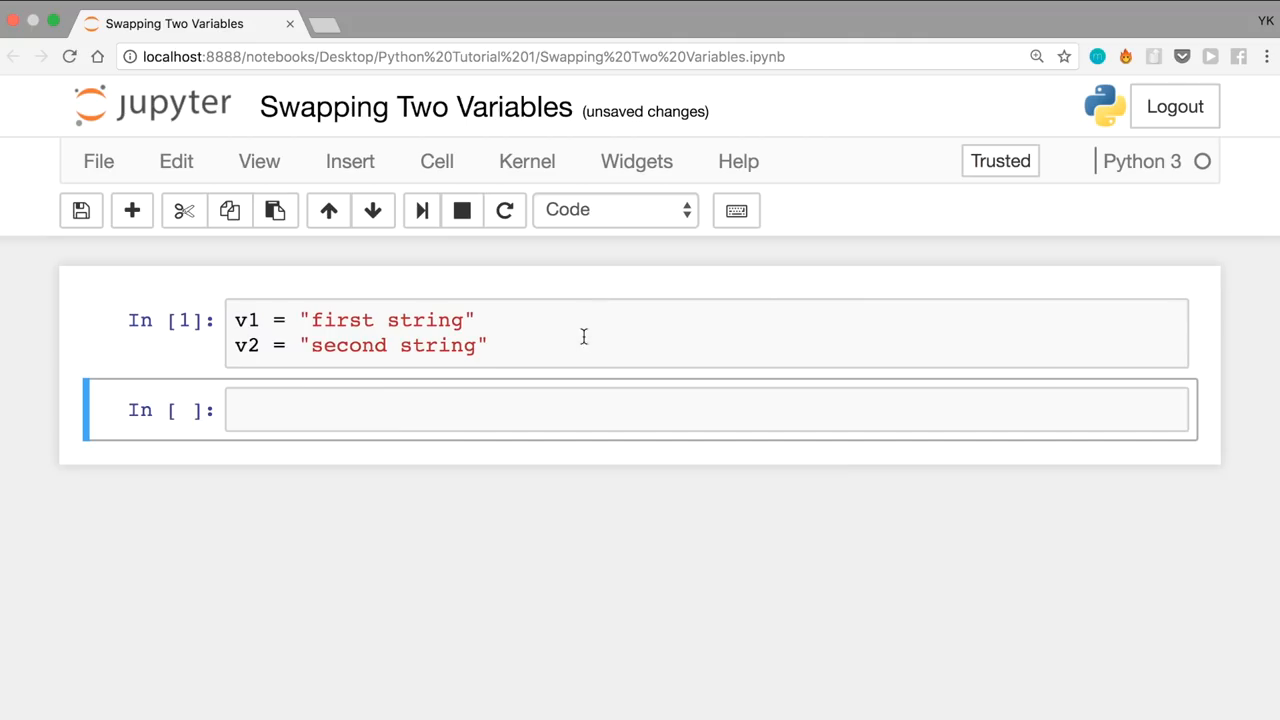 Swapping Two Variables
YK
localhost:8888/notebooks/Desktop/Python%20Tutorial%201/Swapping%20Two%20Variables.ipynb
jupyter Swapping Two Variables (unsaved changes) Logout
File Edit View Insert Cell Kernel Widgets Help Trusted Python 3
Code
In [1]: v1 = "first string"
v2 = "second string"
In [ ]: